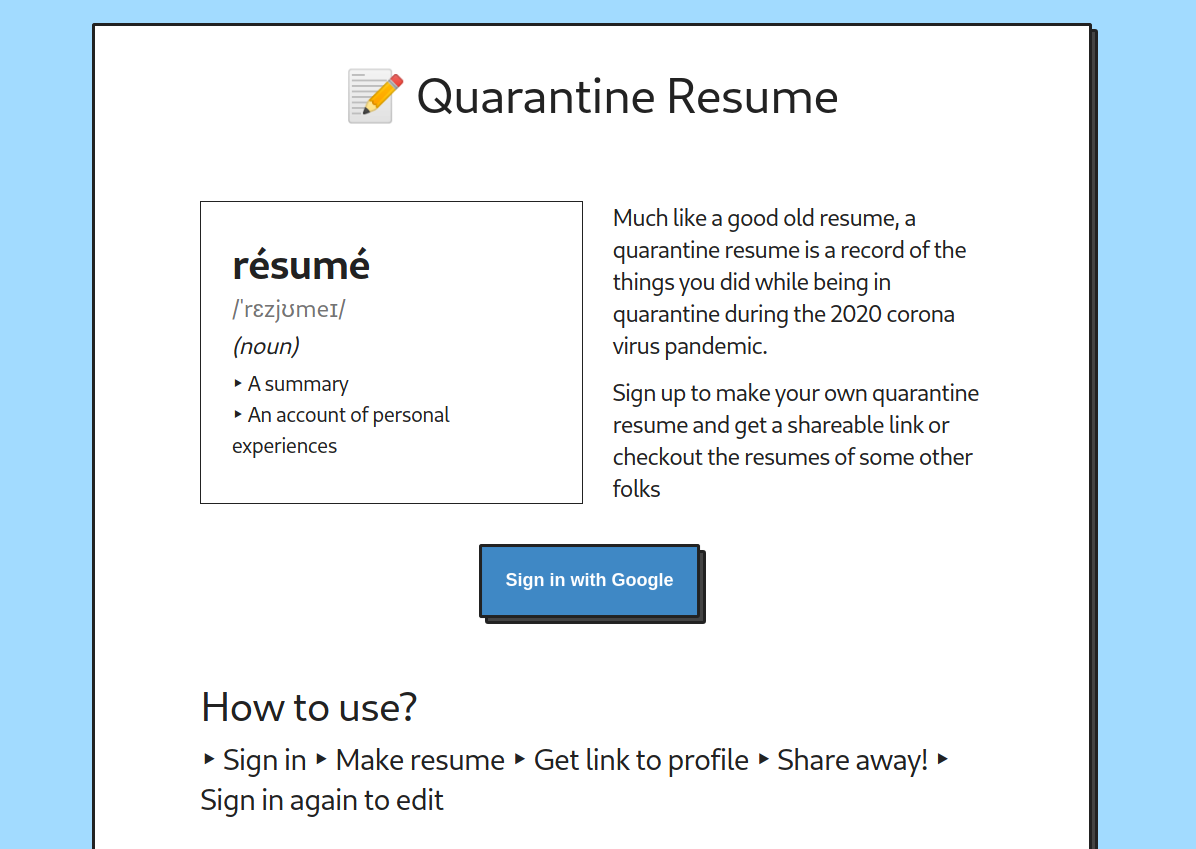 Quarantine Resume
résumé
/ˈrɛzjʊmeɪ/
(noun)
‣ A summary
‣ An account of personal
experiences
Much like a good old resume, a
quarantine resume is a record of the
things you did while being in
quarantine during the 2020 corona
virus pandemic.
Sign up to make your own quarantine
resume and get a shareable link or
checkout the resumes of some other
folks
Sign in with Google
How to use?
‣ Sign in ‣ Make resume ‣ Get link to profile ‣ Share away! ‣
Sign in again to edit